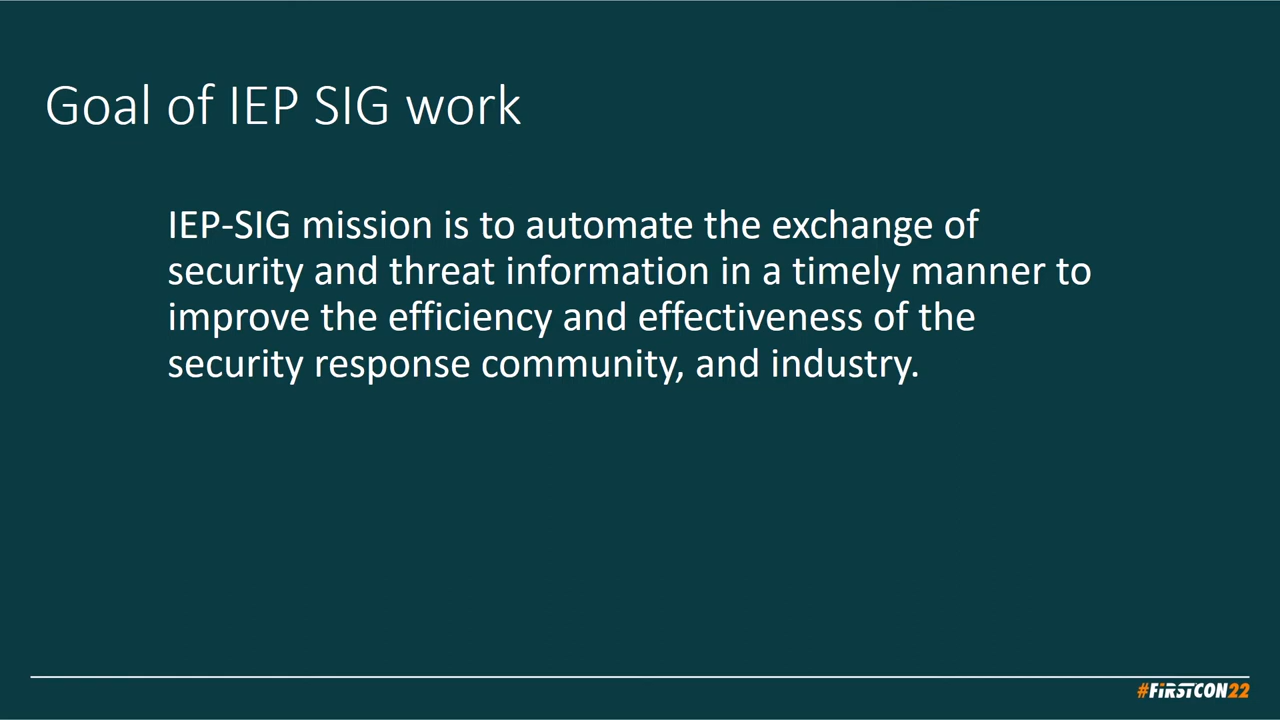 Goal of IEP SIG work
IEP-SIG mission is to automate the exchange of
security and threat information in a timely manner to
improve the efficiency and effectiveness of the
security response community, and industry.
#FiRSTCON22